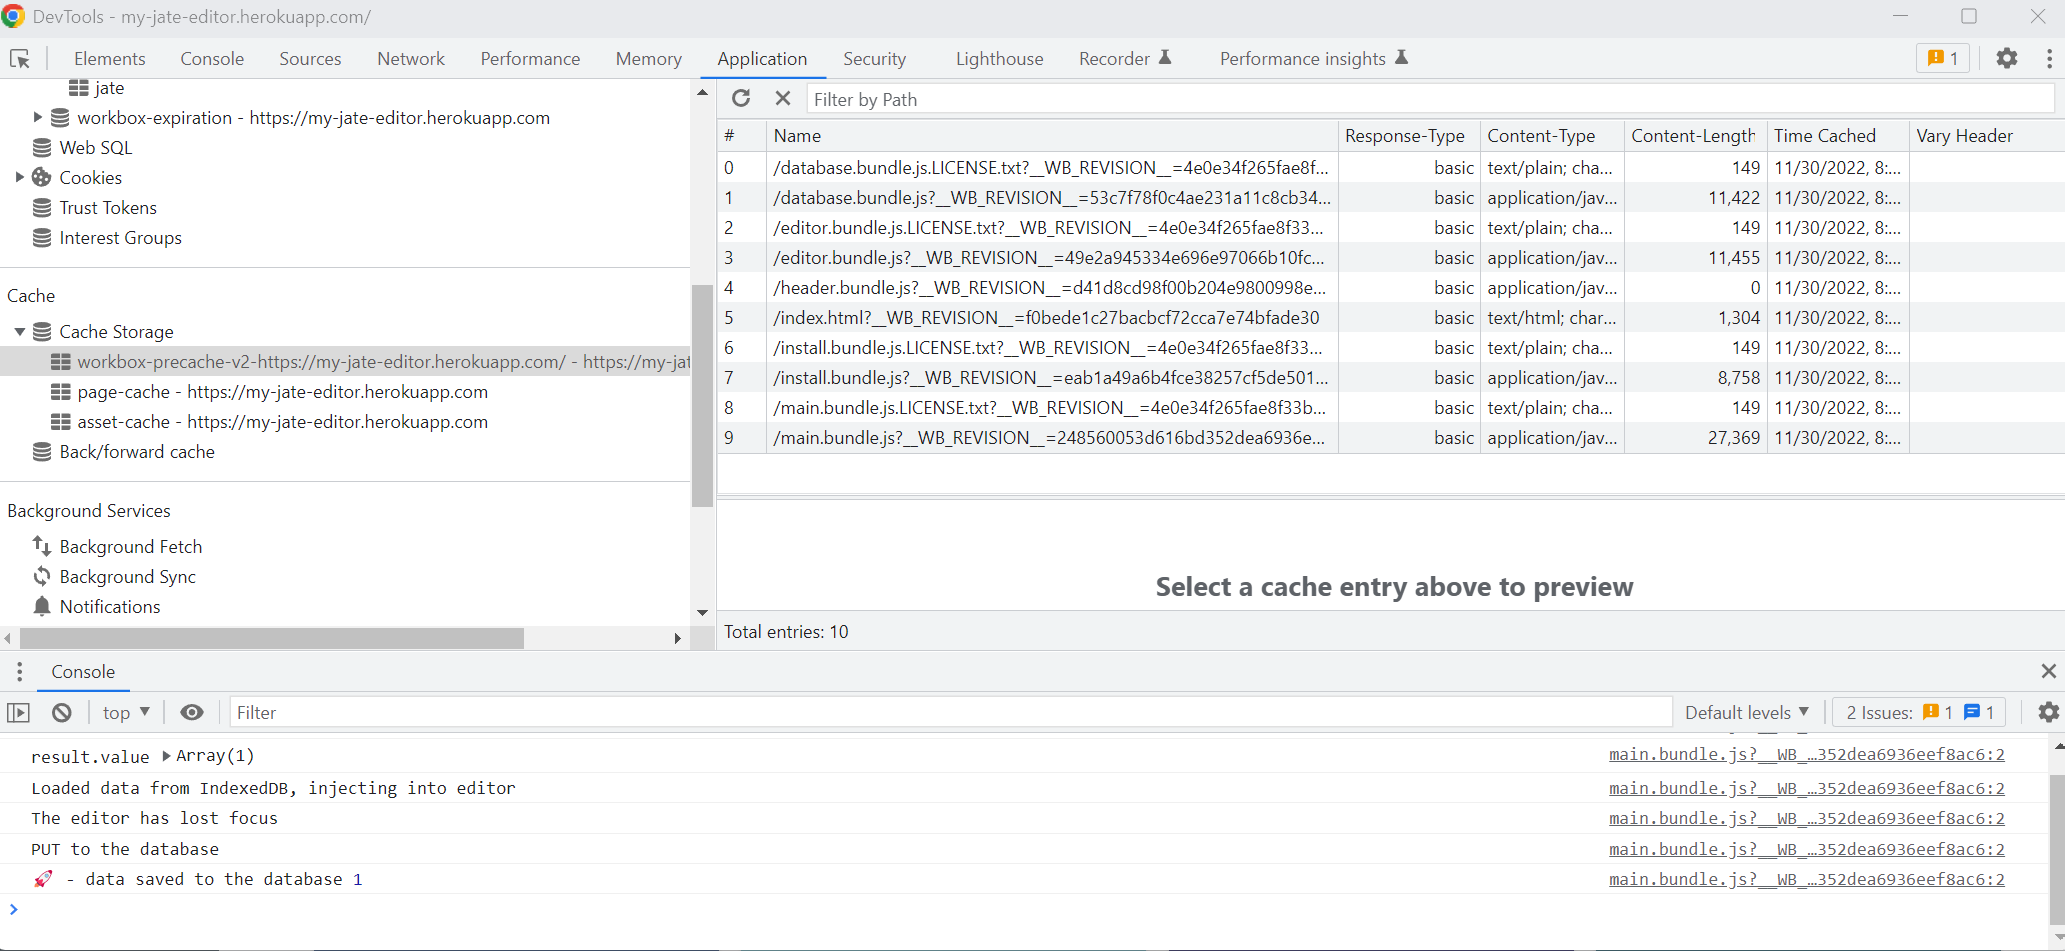 DevTools - my-jate-editor.herokuapp.com/
Elements Console Sources Network Performance Memory Application Security Lighthouse Recorder Performance insights 1
jate
workbox-expiration - https://my-jate-editor.herokuapp.com
Web SQL
Cookies
Trust Tokens
Interest Groups
Cache
Cache Storage
workbox-precache-v2-https://my-jate-editor.herokuapp.com/ - https://my-jat
page-cache - https://my-jate-editor.herokuapp.com
asset-cache - https://my-jate-editor.herokuapp.com
Back/forward cache
Background Services
Background Fetch
Background Sync
Notifications
Filter by Path
# Name Response-Type Content-Type Content-Length Time Cached Vary Header
0 /database.bundle.js.LICENSE.txt?__WB_REVISION__=4e0e34f265fae8f... basic text/plain; cha... 149 11/30/2022, 8:...
1 /database.bundle.js?__WB_REVISION__=53c7f78f0c4ae231a11c8cb34... basic application/jav... 11,422 11/30/2022, 8:...
2 /editor.bundle.js.LICENSE.txt?__WB_REVISION__=4e0e34f265fae8f33... basic text/plain; cha... 149 11/30/2022, 8:...
3 /editor.bundle.js?__WB_REVISION__=49e2a945334e696e97066b10fc... basic application/jav... 11,455 11/30/2022, 8:...
4 /header.bundle.js?__WB_REVISION__=d41d8cd98f00b204e9800998e... basic application/jav... 0 11/30/2022, 8:...
5 /index.html?__WB_REVISION__=f0bede1c27bacbcf72cca7e74bfade30 basic text/html; char... 1,304 11/30/2022, 8:...
6 /install.bundle.js.LICENSE.txt?__WB_REVISION__=4e0e34f265fae8f33... basic text/plain; cha... 149 11/30/2022, 8:...
7 /install.bundle.js?__WB_REVISION__=eab1a49a6b4fce38257cf5de501... basic application/jav... 8,758 11/30/2022, 8:...
8 /main.bundle.js.LICENSE.txt?__WB_REVISION__=4e0e34f265fae8f33b... basic text/plain; cha... 149 11/30/2022, 8:...
9 /main.bundle.js?__WB_REVISION__=248560053d616bd352dea6936e... basic application/jav... 27,369 11/30/2022, 8:...
Select a cache entry above to preview
Total entries: 10
Console
top Filter Default levels 2 Issues: 1 1
result.value Array(1) main.bundle.js?__WB_…352dea6936eef8ac6:2
Loaded data from IndexedDB, injecting into editor main.bundle.js?__WB_…352dea6936eef8ac6:2
The editor has lost focus main.bundle.js?__WB_…352dea6936eef8ac6:2
PUT to the database main.bundle.js?__WB_…352dea6936eef8ac6:2
🚀 - data saved to the database 1 main.bundle.js?__WB_…352dea6936eef8ac6:2